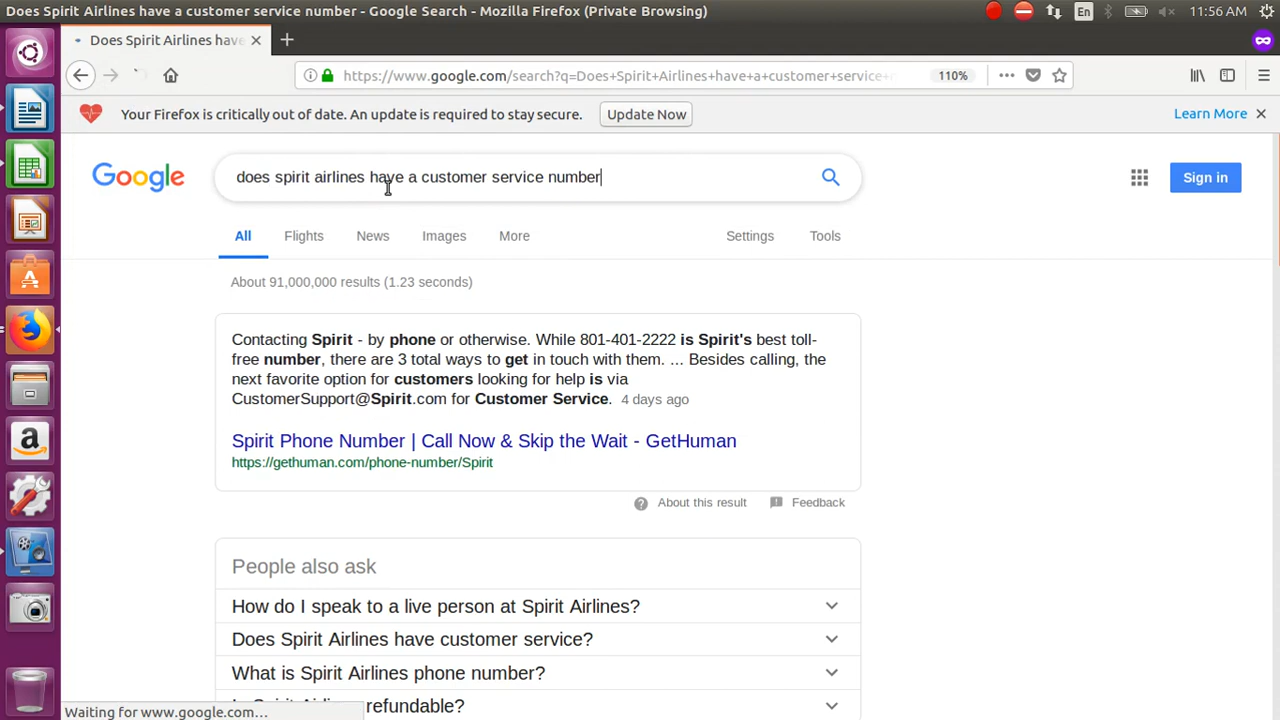 Does Spirit Airlines have a customer service number - Google Search - Mozilla Firefox (Private Browsing)
En
11:56 AM
Does Spirit Airlines have
https://www.google.com/search?q=Does+Spirit+Airlines+have+a+customer+service+
110%
Your Firefox is critically out of date. An update is required to stay secure.
Update Now
Learn More
Google
does spirit airlines have a customer service number
Sign in
All
Flights
News
Images
More
Settings
Tools
About 91,000,000 results (1.23 seconds)
Contacting Spirit - by phone or otherwise. While 801-401-2222 is Spirit's best toll-
free number, there are 3 total ways to get in touch with them. ... Besides calling, the
next favorite option for customers looking for help is via
CustomerSupport@Spirit.com for Customer Service. 4 days ago
Spirit Phone Number | Call Now & Skip the Wait - GetHuman
https://gethuman.com/phone-number/Spirit
About this result
Feedback
People also ask
How do I speak to a live person at Spirit Airlines?
Does Spirit Airlines have customer service?
What is Spirit Airlines phone number?
refundable?
Waiting for www.google.com...